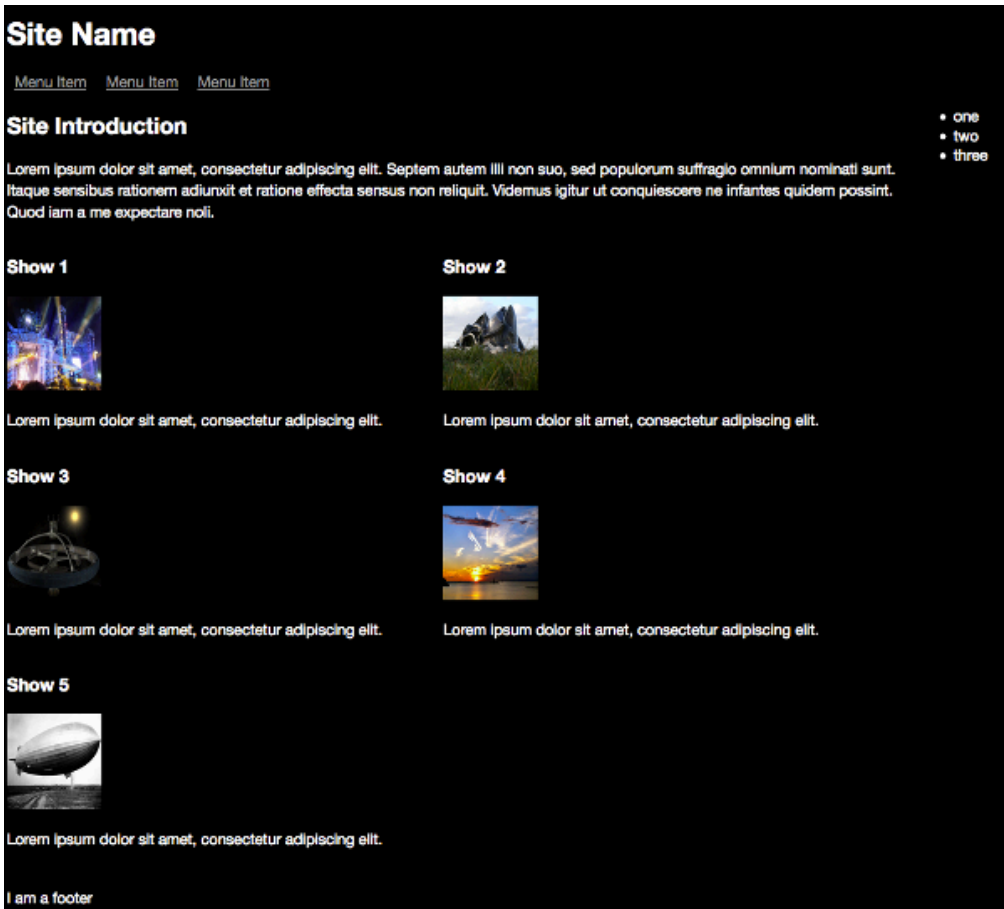 Site Name
Menu Item Menu Item Menu Item
Site Introduction
Lorem ipsum dolor sit amet, consectetur adipiscing elit. Septem autem illi non suo, sed populorum suffragio omnium nominati sunt.
Itaque sensibus rationem adiunxit et ratione effecta sensus non reliquit. Videmus igitur ut conquiescere ne infantes quidem possint.
Quod iam a me expectare noli.
• one
• two
• three
Show 1
Lorem ipsum dolor sit amet, consectetur adipiscing elit.
Show 2
Lorem ipsum dolor sit amet, consectetur adipiscing elit.
Show 3
Lorem ipsum dolor sit amet, consectetur adipiscing elit.
Show 4
Lorem ipsum dolor sit amet, consectetur adipiscing elit.
Show 5
Lorem ipsum dolor sit amet, consectetur adipiscing elit.
I am a footer